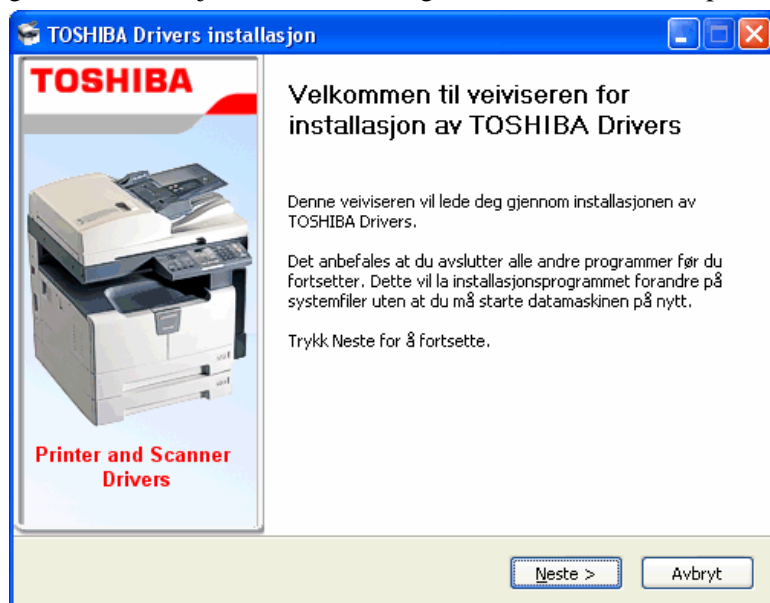 TOSHIBA Drivers installasjon
TOSHIBA
Velkommen til veiviseren for
installasjon av TOSHIBA Drivers
Denne veiviseren vil lede deg gjennom installasjonen av
TOSHIBA Drivers.
Det anbefales at du avslutter alle andre programmer før du
fortsetter. Dette vil la installasjonsprogrammet forandre på
systemfiler uten at du må starte datamaskinen på nytt.
Trykk Neste for å fortsette.
Printer and Scanner
Drivers
Neste >
Avbryt